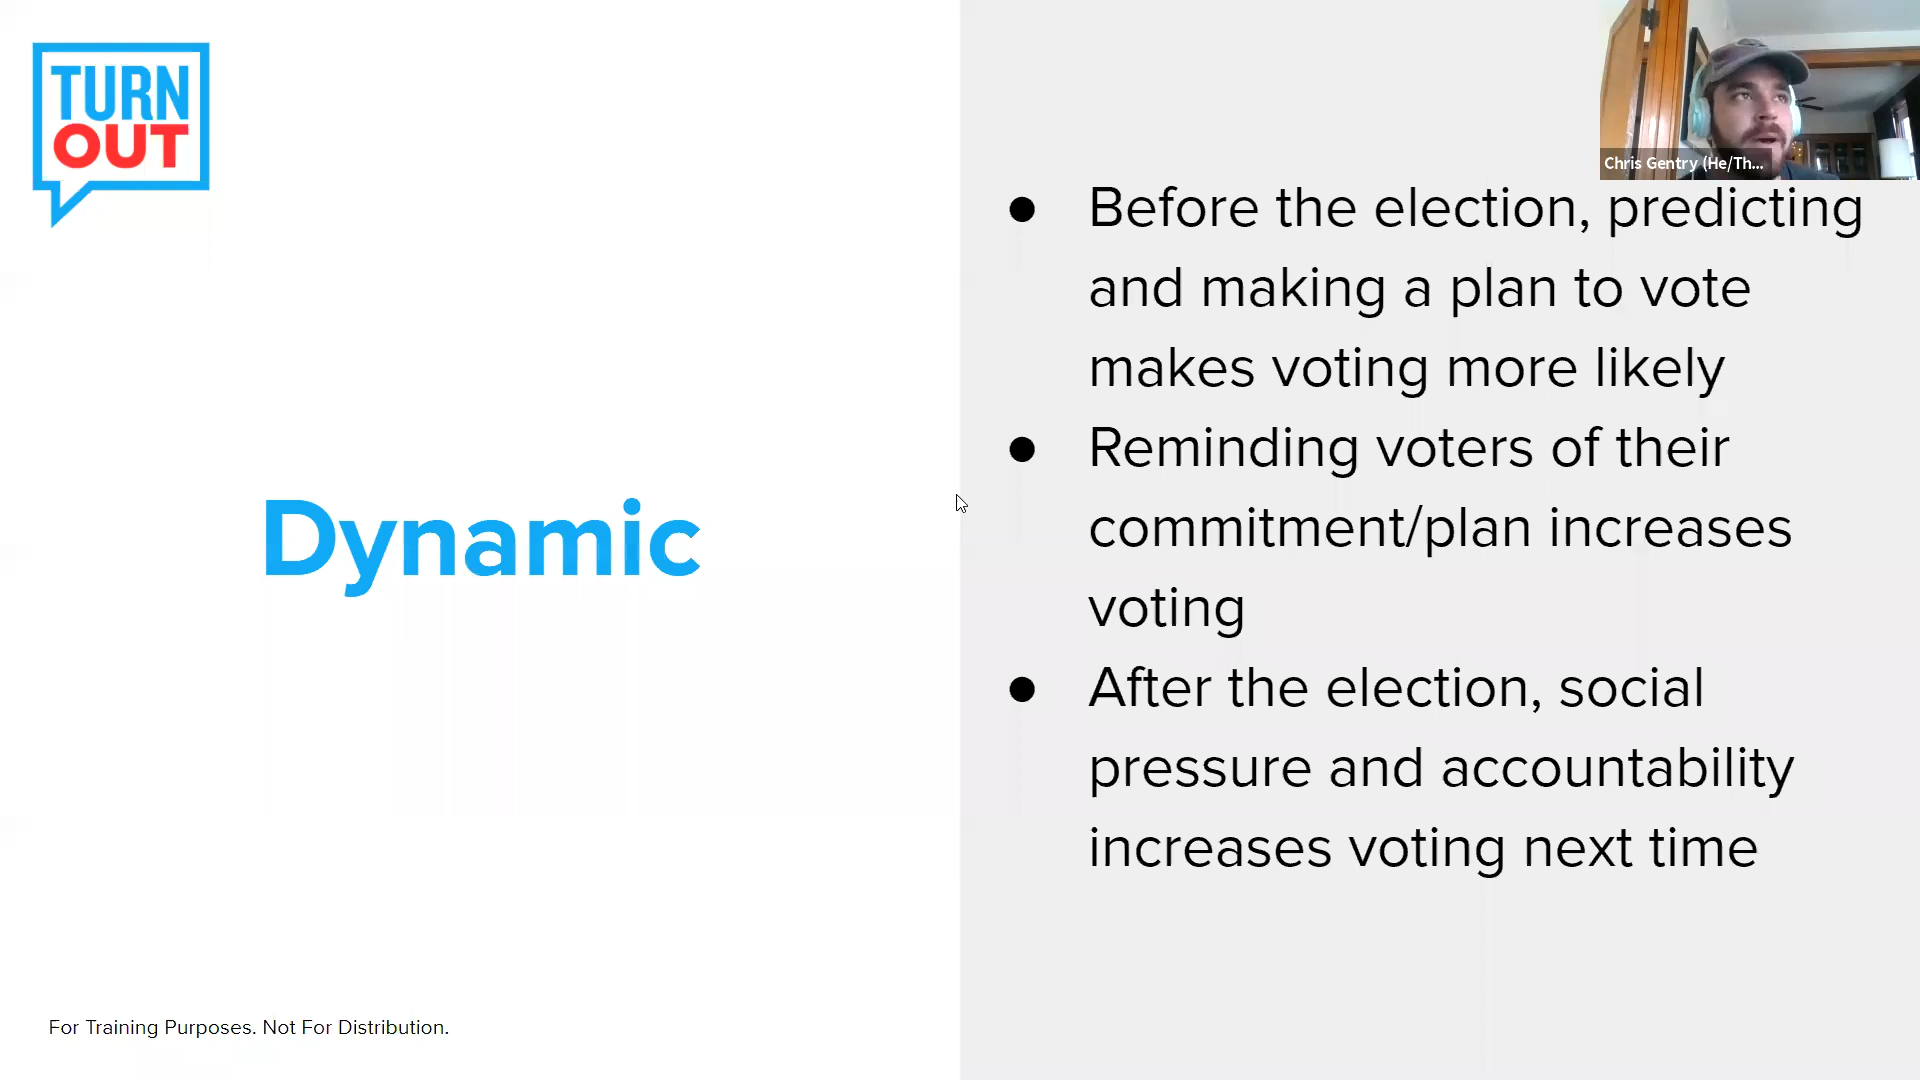 TURN
OUT
Chris Gentry (He/Th...
Dynamic
● Before the election, predicting
and making a plan to vote
makes voting more likely
● Reminding voters of their
commitment/plan increases
voting
● After the election, social
pressure and accountability
increases voting next time
For Training Purposes. Not For Distribution.